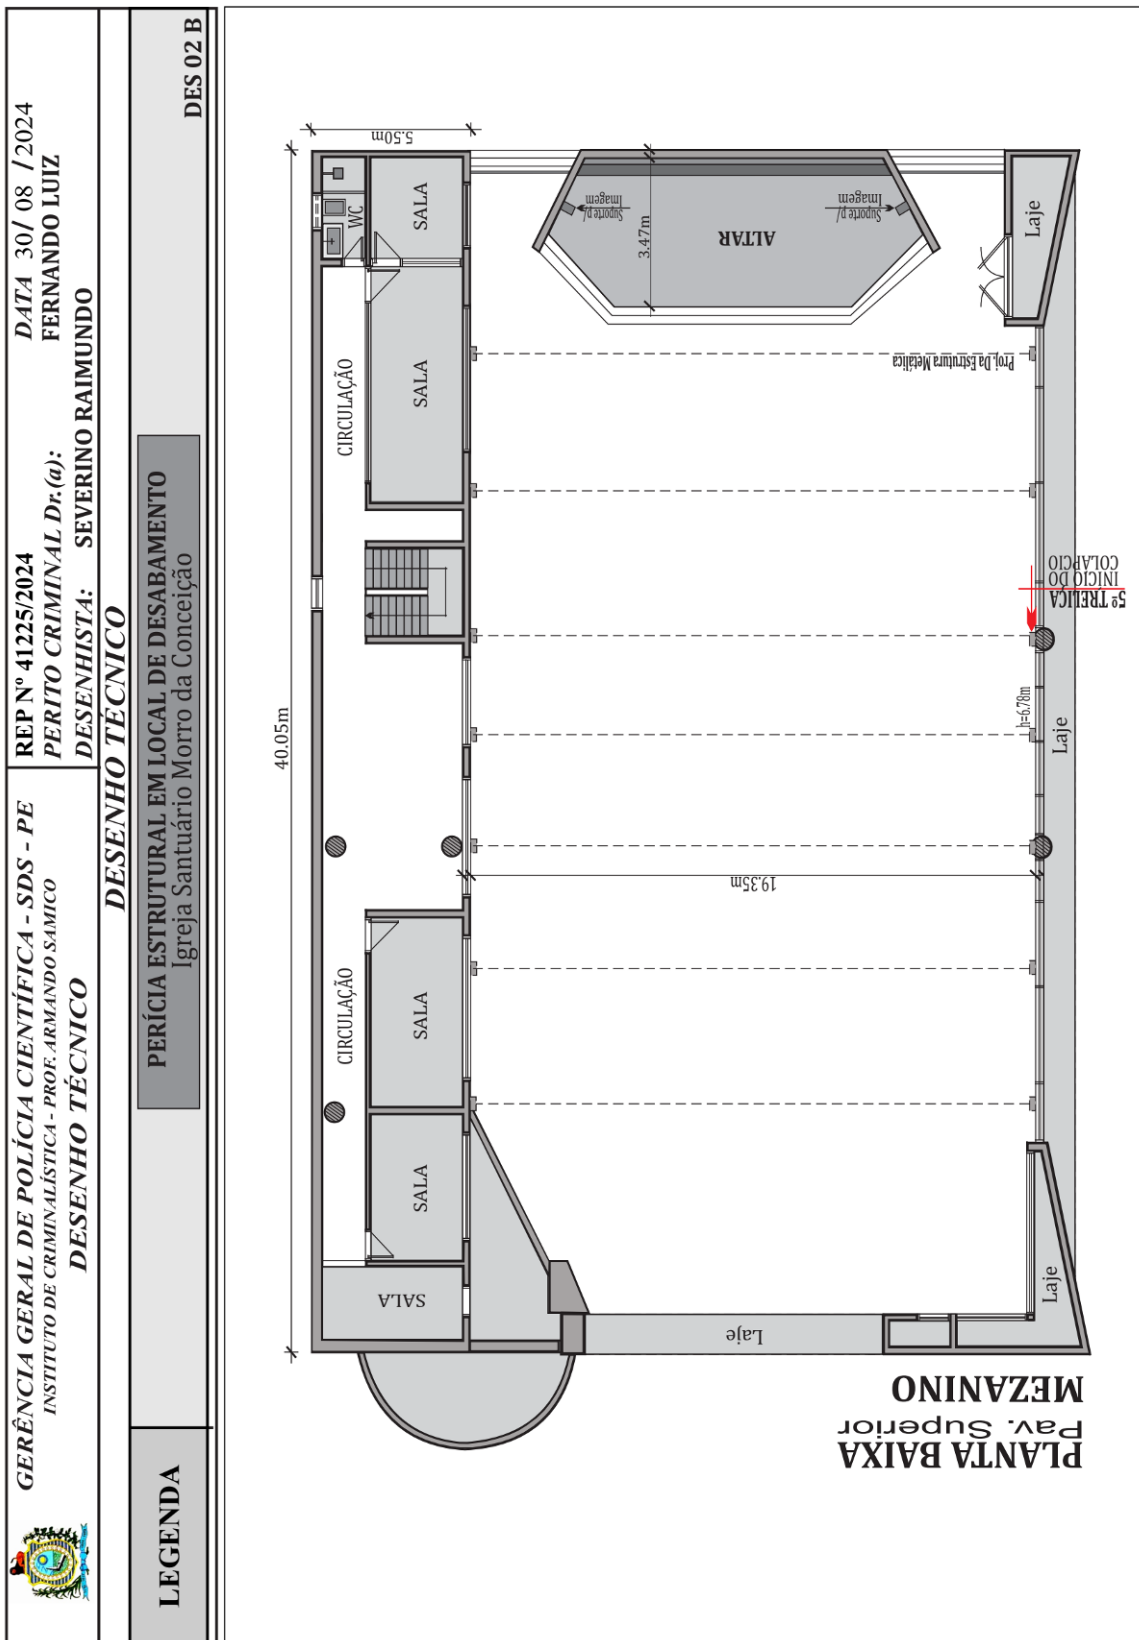 GERÊNCIA GERAL DE POLÍCIA CIENTÍFICA - SDS - PE
INSTITUTO DE CRIMINALÍSTICA - PROF. ARMANDO SAMICO
DESENHO TÉCNICO
REP Nº 41225/2024
DATA 30/ 08 / 2024
PERITO CRIMINAL Dr.(a):
FERNANDO LUIZ
DESENHISTA: SEVERINO RAIMUNDO
DESENHO TÉCNICO
LEGENDA
PERÍCIA ESTRUTURAL EM LOCAL DE DESABAMENTO
Igreja Santuário Morro da Conceição
DES 02 B
40.05m
5.50m
WC
SALA
SALA
CIRCULAÇÃO
CIRCULAÇÃO
SALA
SALA
SALA
Suporte p/
Imagem
3.47m
ALTAR
Suporte p/
Imagem
Laje
Proj. Da Estrutura Metálica
5º TRELIÇA
INICIO DO
COLAPCIO
h=6.78m
Laje
19.35m
Laje
Laje
PLANTA BAIXA
Pav. Superior
MEZANINO